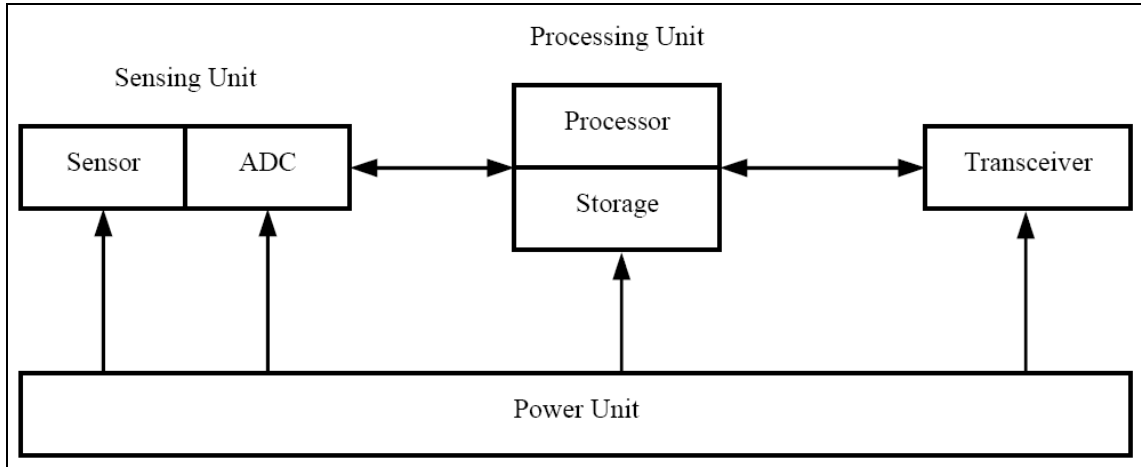 Processing Unit
Sensing Unit
Processor
Sensor
ADC
Transceiver
Storage
Power Unit